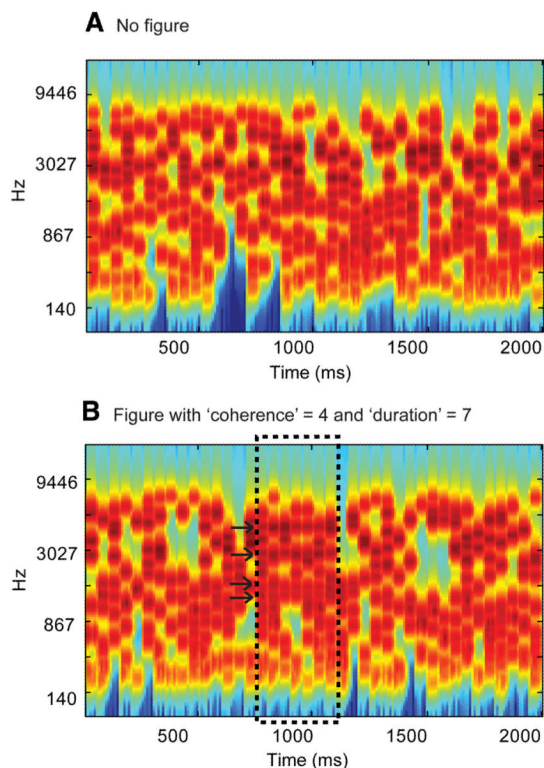 A No figure
9446
3027
Hz
867
140
500 1000 1500 2000
Time (ms)
B Figure with ‘coherence’ = 4 and ‘duration’ = 7
9446
3027
Hz
867
140
500 1000 1500 2000
Time (ms)